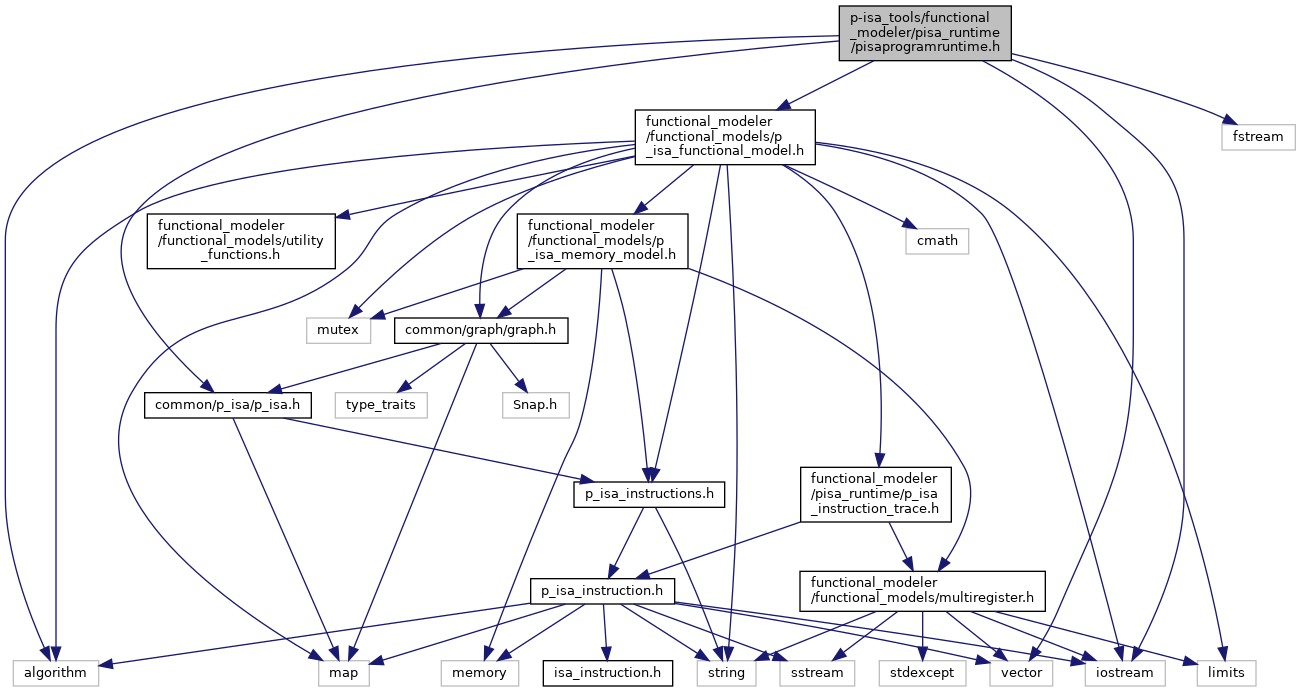 p-isa_tools/functional
_modeler/pisa_runtime
/pisaprogramruntime.h
functional_modeler
/functional_models/p
_isa_functional_model.h
fstream
functional_modeler
/functional_models/utility
_functions.h
functional_modeler
/functional_models/p
_isa_memory_model.h
cmath
mutex
common/graph/graph.h
common/p_isa/p_isa.h
type_traits
Snap.h
functional_modeler
/pisa_runtime/p_isa
_instruction_trace.h
p_isa_instructions.h
p_isa_instruction.h
functional_modeler
/functional_models/multiregister.h
algorithm
map
memory
isa_instruction.h
string
sstream
stdexcept
vector
iostream
limits